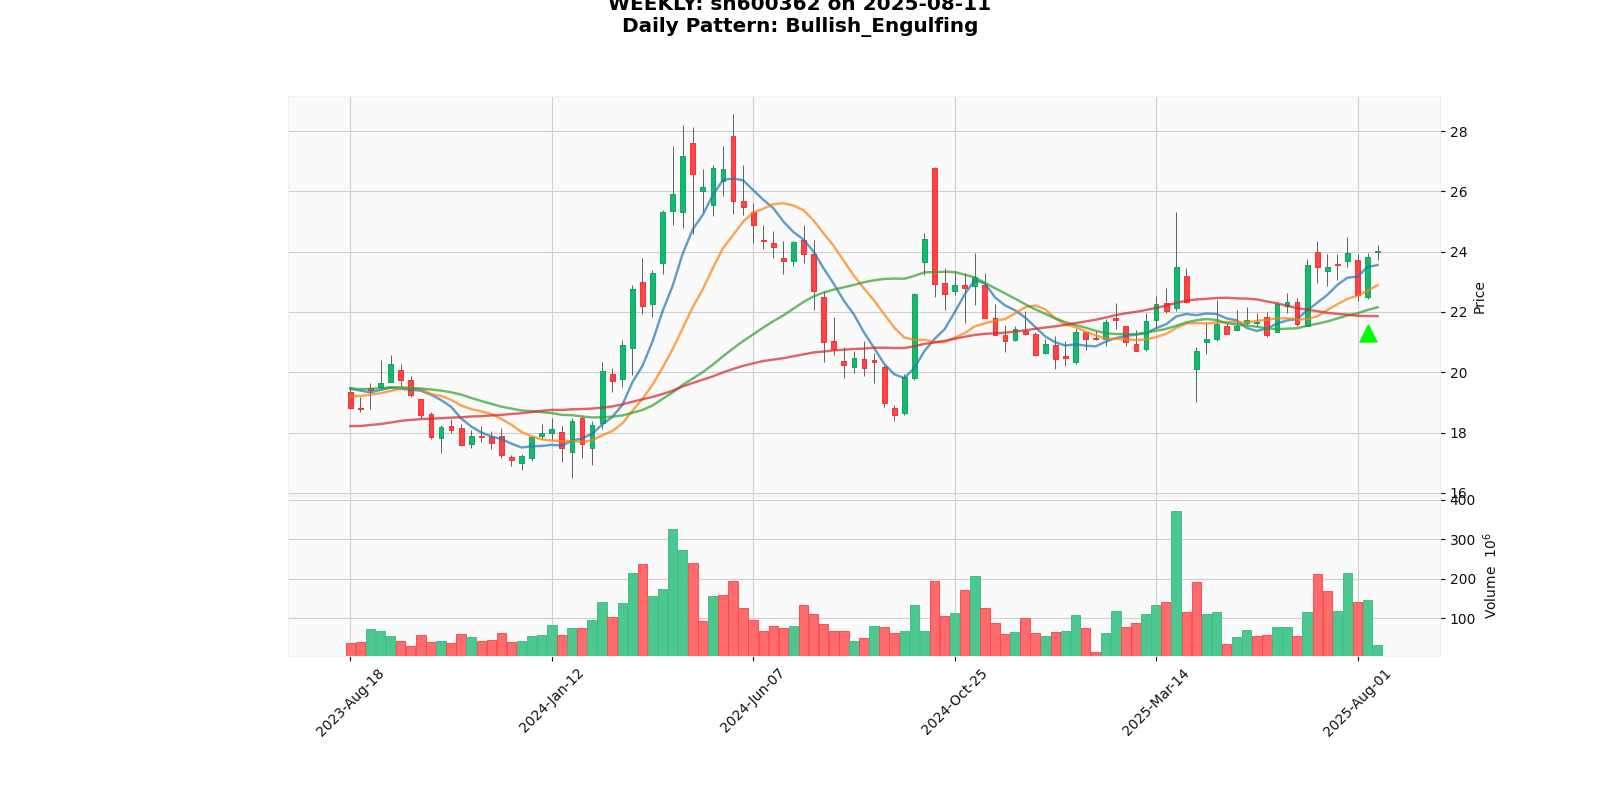 WEEKLY: sh600362 on 2025-08-11
Daily Pattern: Bullish_Engulfing
28
26
24
22
20
18
16
Price
400
300
200
100
Volume 10^6
2023-Aug-18
2024-Jan-12
2024-Jun-07
2024-Oct-25
2025-Mar-14
2025-Aug-01